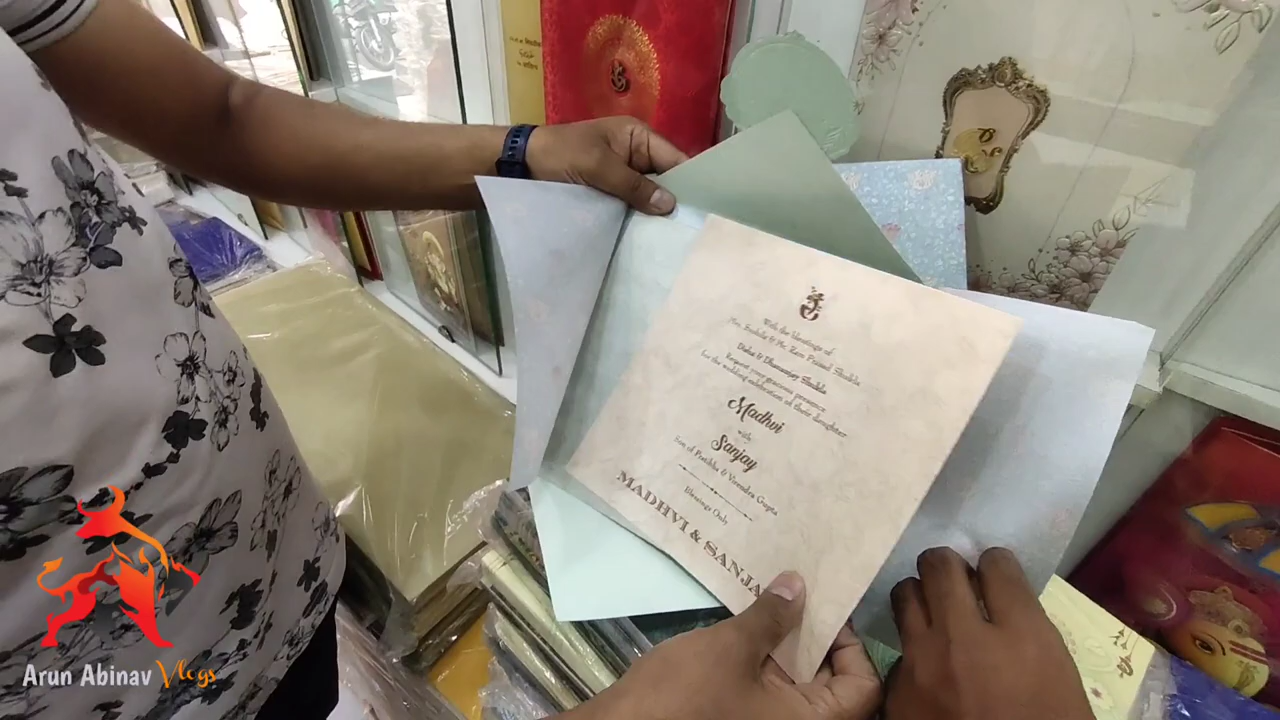 With the blessings of
Mrs. Sushila & Mr. Ram Prasad Shukla
Disha & Dhananjay Shukla
Request your gracious presence
for the wedding celebration of their daughter
Madhvi
with
Sanjay
Son of Pratibha & Virendra Gupta
Blessings Only
MADHVI & SANJA
Arun Abinav Vlogs